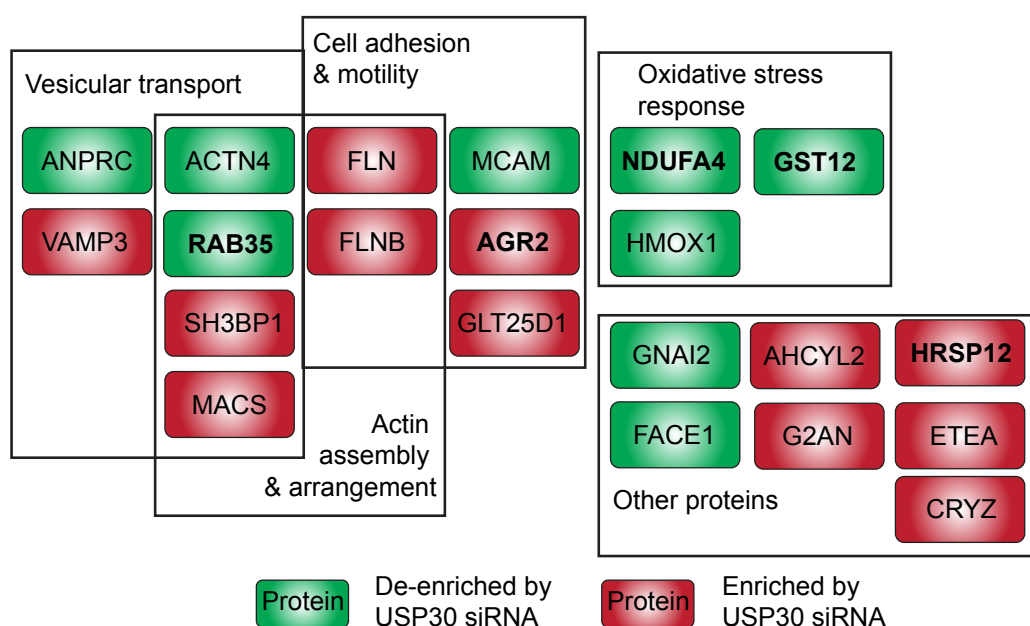 Cell adhesion
& motility
Vesicular transport
Oxidative stress
response
ANPRC
ACTN4
FLN
MCAM
NDUFA4
GST12
VAMP3
RAB35
FLNB
AGR2
HMOX1
SH3BP1
GLT25D1
MACS
Actin
assembly
& arrangement
GNAI2
AHCYL2
HRSP12
FACE1
G2AN
ETEA
CRYZ
Other proteins
Protein
De-enriched by
USP30 siRNA
Protein
Enriched by
USP30 siRNA